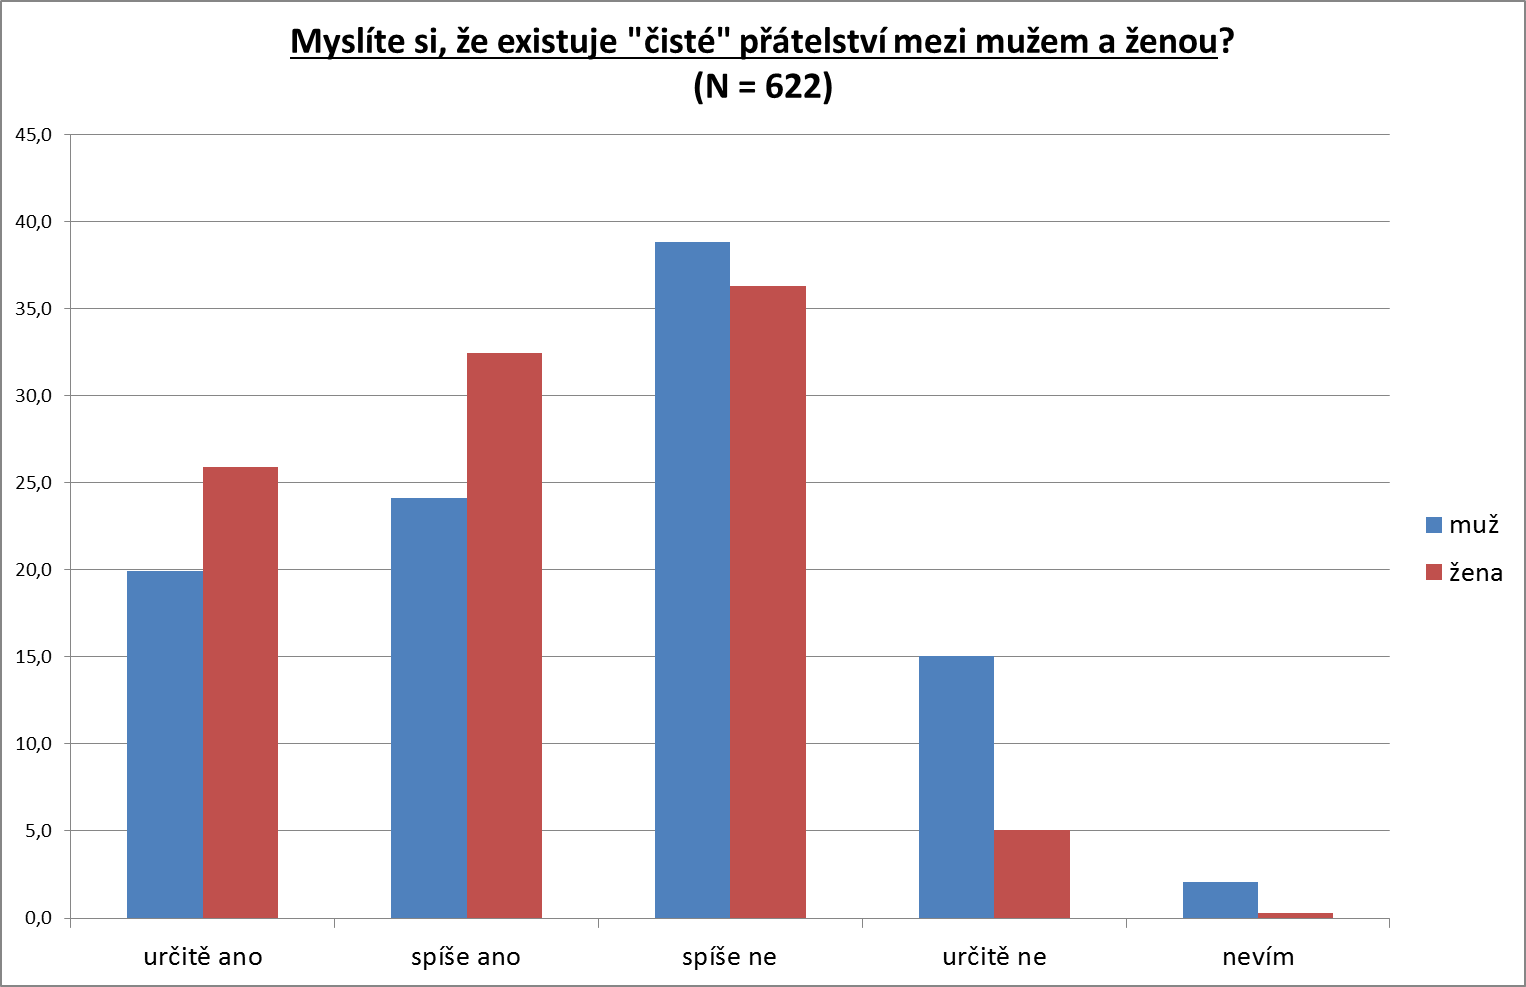 Myslíte si, že existuje "čisté" přátelství mezi mužem a ženou?
(N = 622)
45,0
40,0
35,0
30,0
25,0
20,0
15,0
10,0
5,0
0,0
určitě ano
spíše ano
spíše ne
určitě ne
nevím
muž
žena